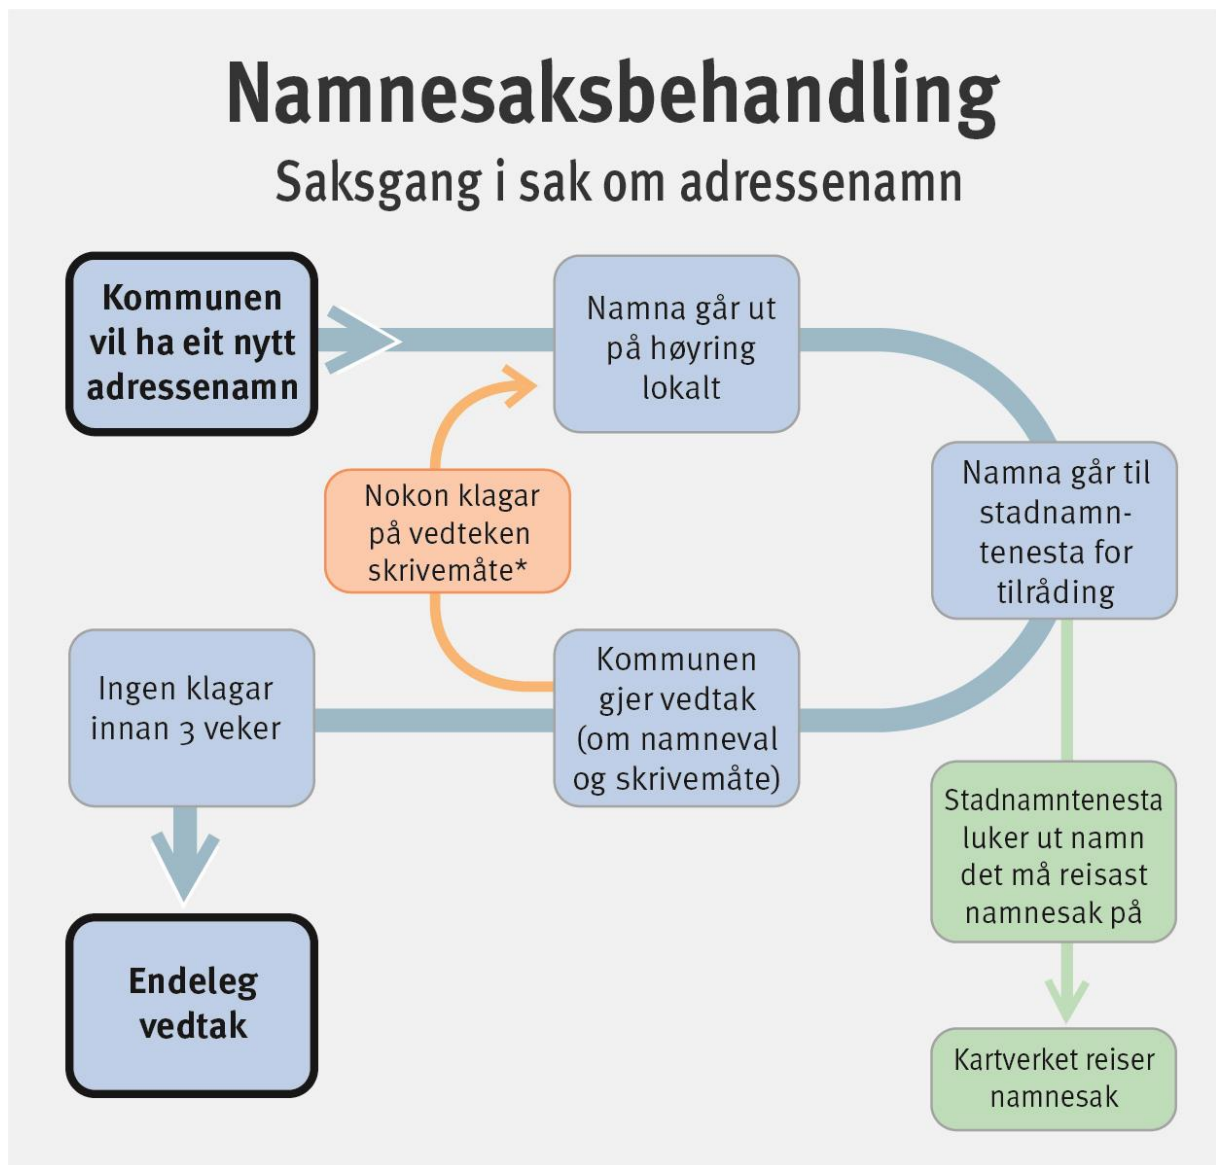 Namnesaksbehandling
Saksgang i sak om adressenamn
Kommunen
vil ha eit nytt
adressenamn
Namna går ut
på høyring
lokalt
Namna går til
stadnamn-
tenesta for
tilråding
Nokon klagar
på vedteken
skrivemåte*
Kommunen
gjer vedtak
(om namneval
og skrivemåte)
Ingen klagar
innan 3 veker
Stadnamntenesta
luker ut namn
det må reisast
namnesak på
Endeleg
vedtak
Kartverket reiser
namnesak